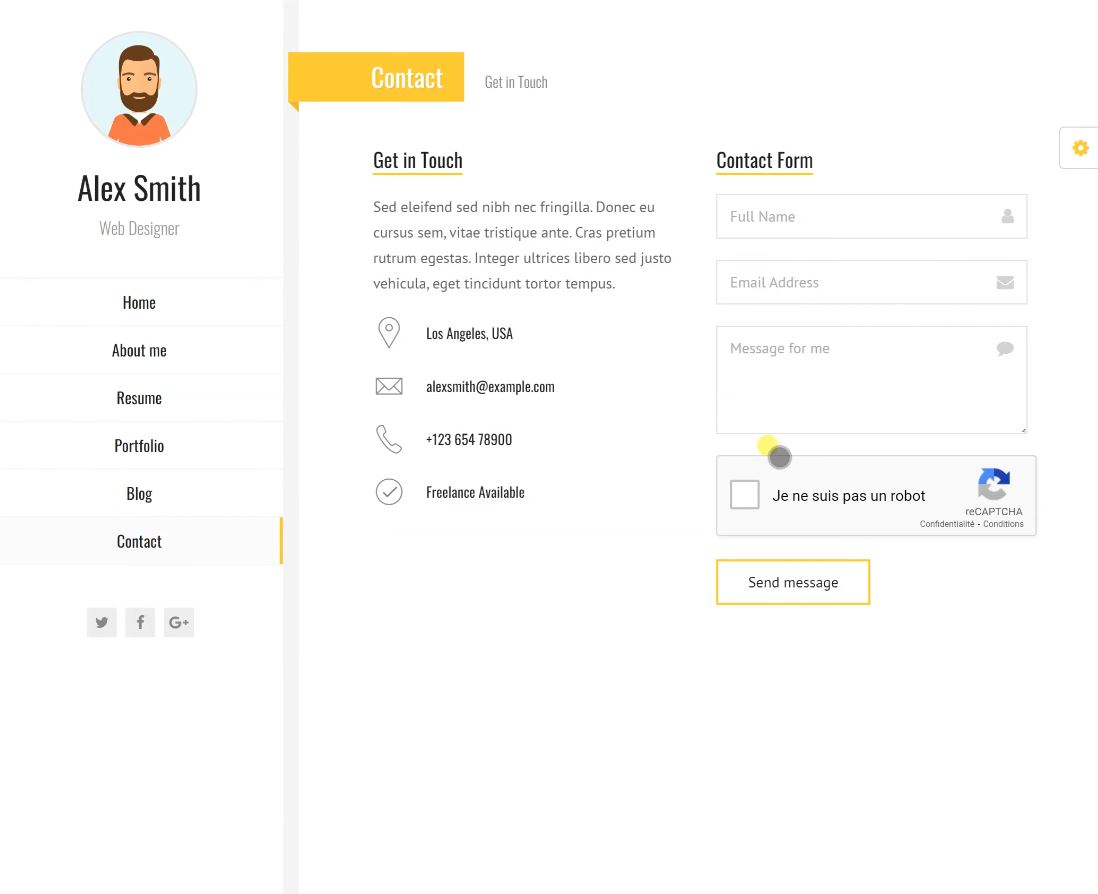 Alex Smith
Web Designer
Home
About me
Resume
Portfolio
Blog
Contact
G+
Contact
Get in Touch
Get in Touch
Sed eleifend sed nibh nec fringilla. Donec eu
cursus sem, vitae tristique ante. Cras pretium
rutrum egestas. Integer ultrices libero sed justo
vehicula, eget tincidunt tortor tempus.
Los Angeles, USA
alexsmith@example.com
+123 654 78900
Freelance Available
Contact Form
Full Name
Email Address
Message for me
Je ne suis pas un robot
reCAPTCHA
Confidentialité - Conditions
Send message